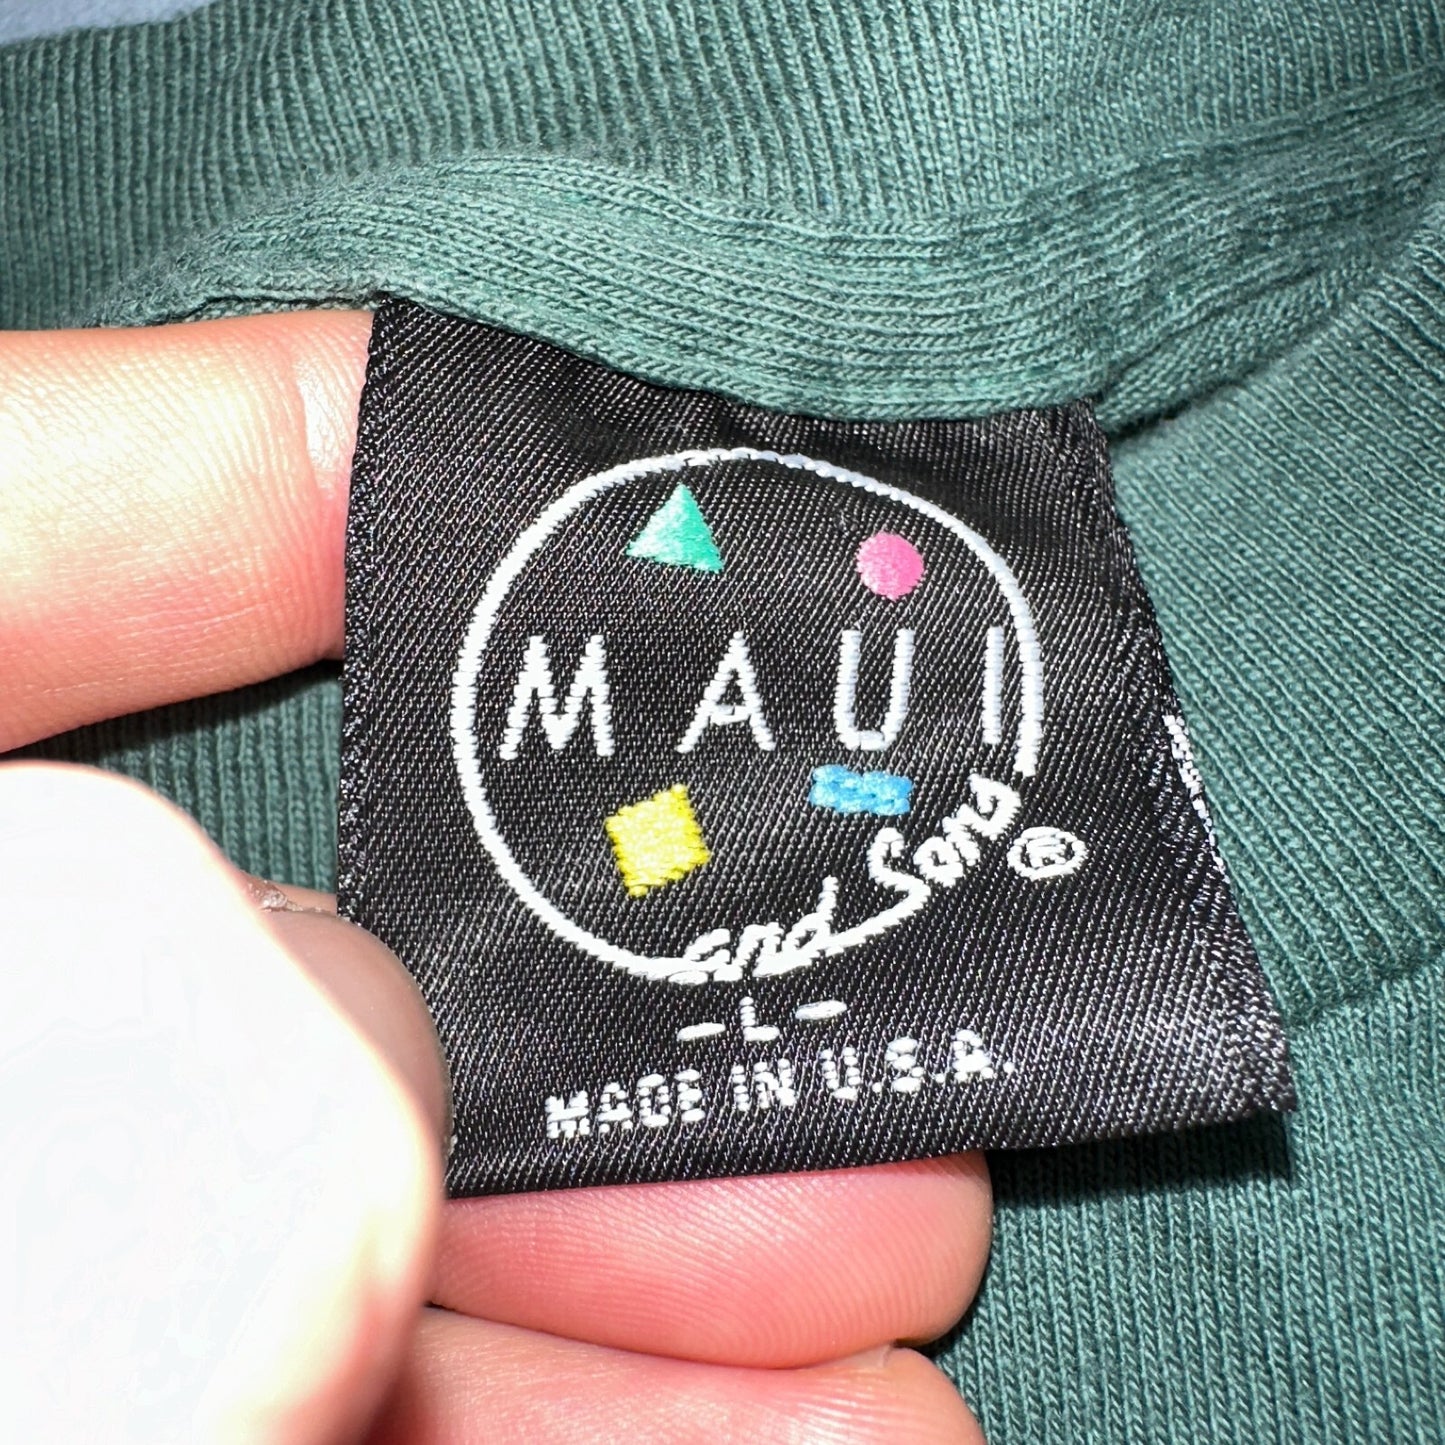 MAUI
and Sons ®
- L -
MADE IN U.S.A.